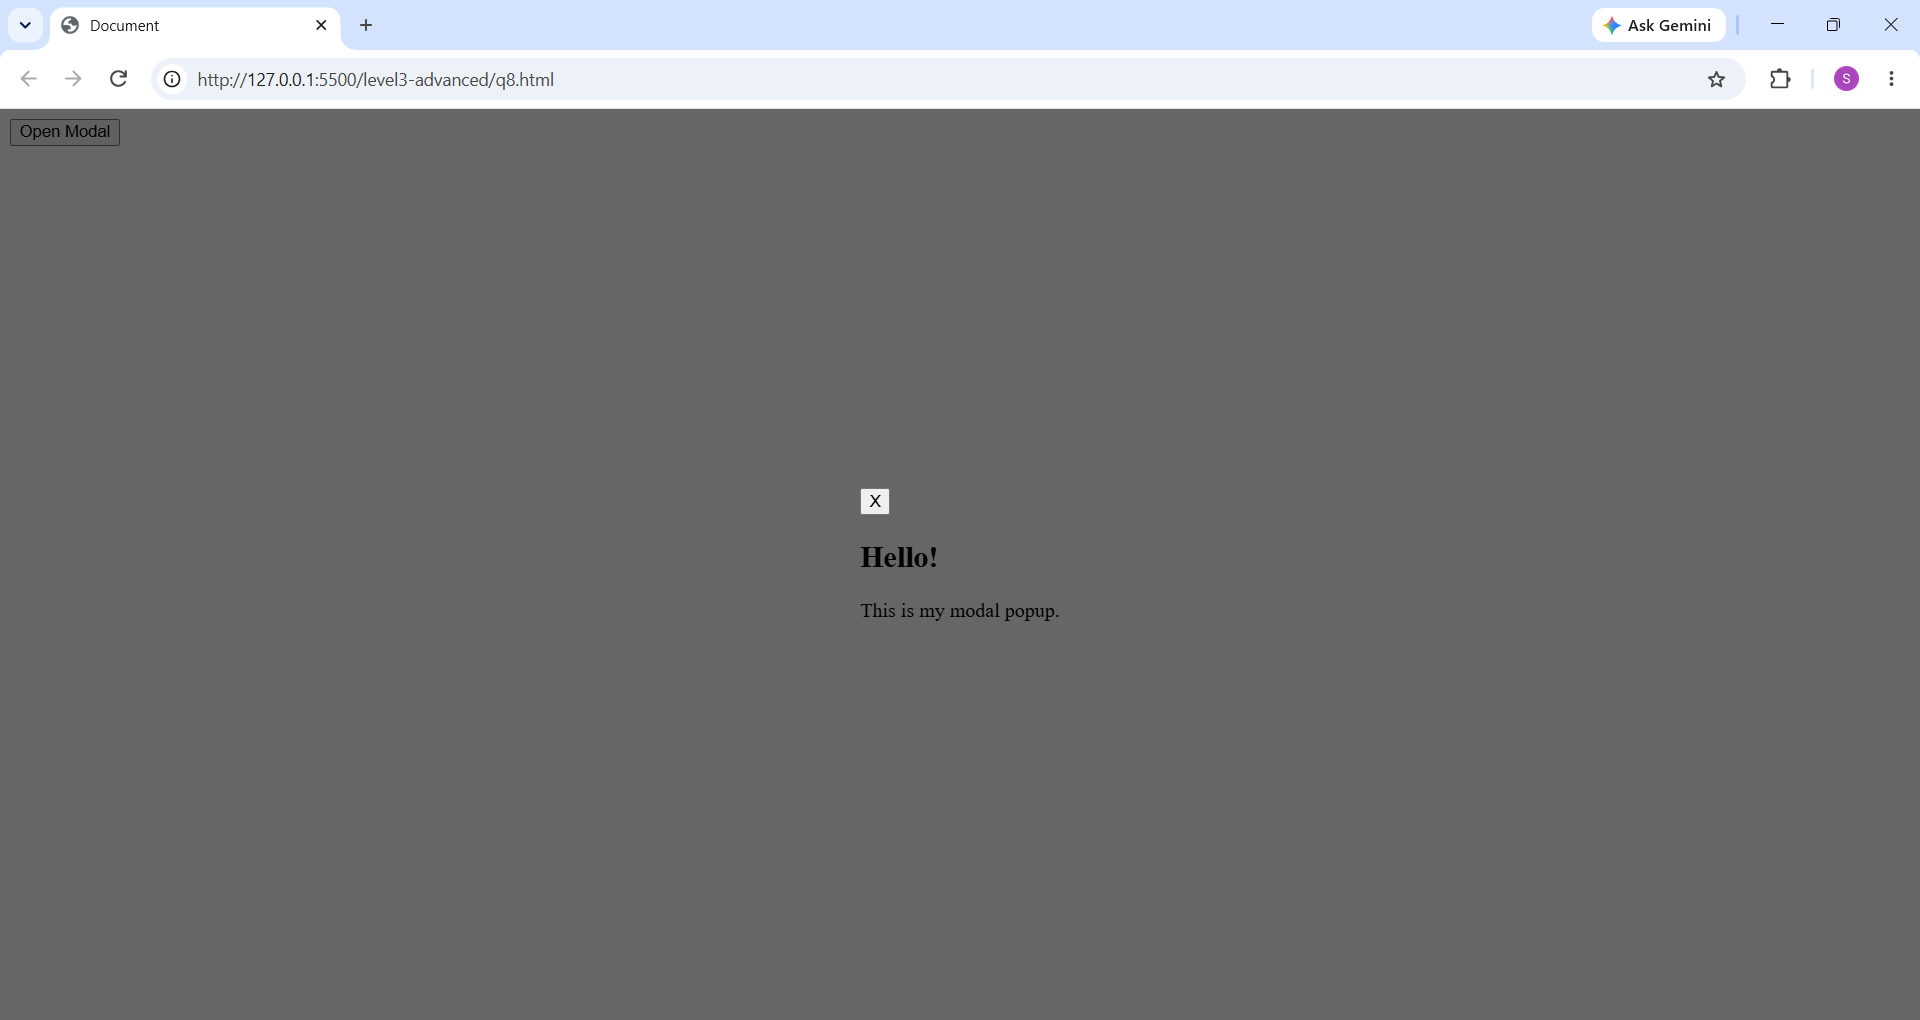 Document
Ask Gemini
http://127.0.0.1:5500/level3-advanced/q8.html
S
Open Modal
X
Hello!
This is my modal popup.